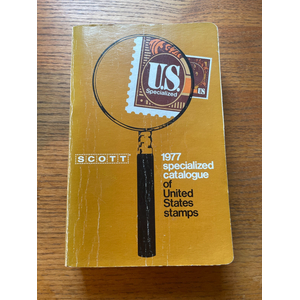 U.S.
Specialized
SCOTT
1977
specialized
catalogue
of
United
States
stamps